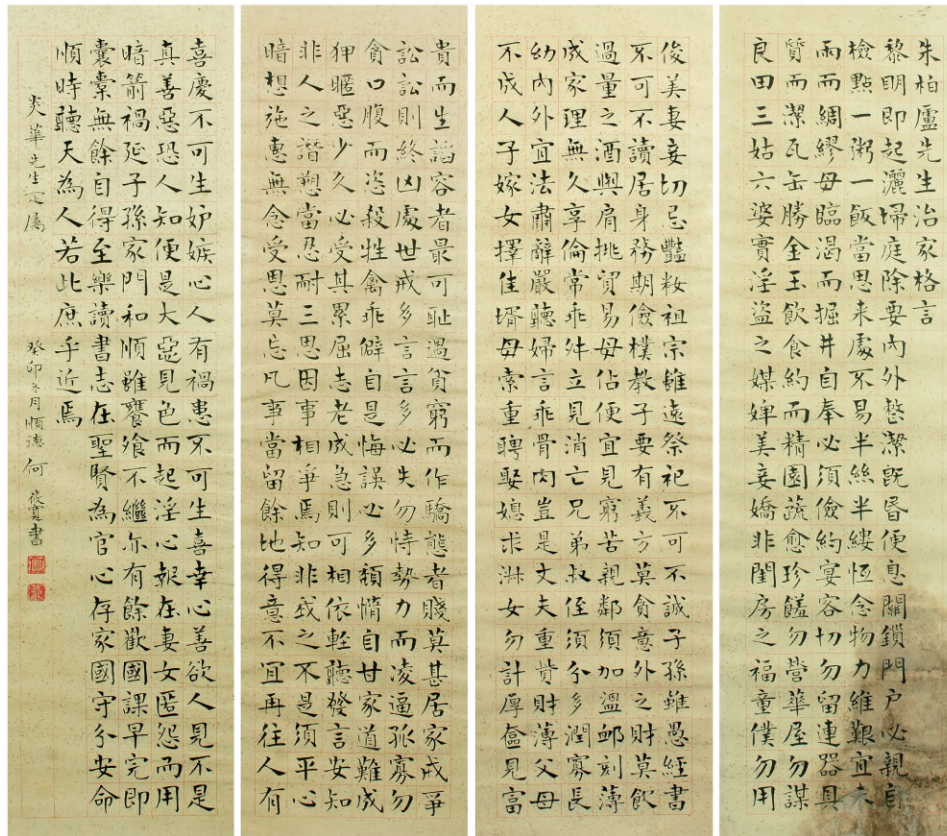 朱柏廬先生治家格言
黎明即起灑埽庭除要內外整潔既昏便息關鎖門戶必親自
檢點一粥一飯當思来處不易半絲半縷恆念物力維艱宜未
雨而綢繆毋臨渴而掘井自奉必須儉約宴客切勿留連器具
質而潔瓦缶勝金玉飲食約而精園蔬愈珍饈勿營華屋勿謀
良田三姑六婆實淫盜之媒婢美妾嬌非閨房之福童僕勿用
俊美妻妾切忌豔粧祖宗雖遠祭祀不可不誠子孫雖愚經書
不可不讀居身務期儉樸教子要有義方莫貪意外之財莫飲
過量之酒與肩挑貿易毋佔便宜見窮苦親鄰須加溫卹刻薄
成家理無久享倫常乖舛立見消亡兄弟叔侄須分多潤寡長
幼內外宜法肅辭嚴聽婦言乖骨肉豈是丈夫重貲財薄父母
不成人子嫁女擇佳壻毋索重聘娶媳求淑女勿計厚奩見富
貴而生諂容者最可恥遇貧窮而作驕態者賤莫甚居家戒爭
訟訟則終凶處世戒多言言多必失勿恃勢力而凌逼孤寡勿
貪口腹而恣殺牲禽乖僻自是悔誤必多頹惰自甘家道難成
狎暱惡少久必受其累屈志老成急則可相依輕聽發言安知
非人之譖愬當忍耐三思因事相爭焉知非我之不是須平心
暗想施惠無念受恩莫忘凡事當留餘地得意不宜再往人有
喜慶不可生妒嫉心人有禍患不可生喜幸心善欲人見不是
真善惡恐人知便是大惡見色而起淫心報在妻女匿怨而用
暗箭禍延子孫家門和順雖饔飧不繼亦有餘歡國課早完即
囊橐無餘自得至樂讀書志在聖賢為官心存家國守分安命
順時聽天為人若此庶乎近焉
炎華先生正屬
癸卯冬月順德何筱寬書